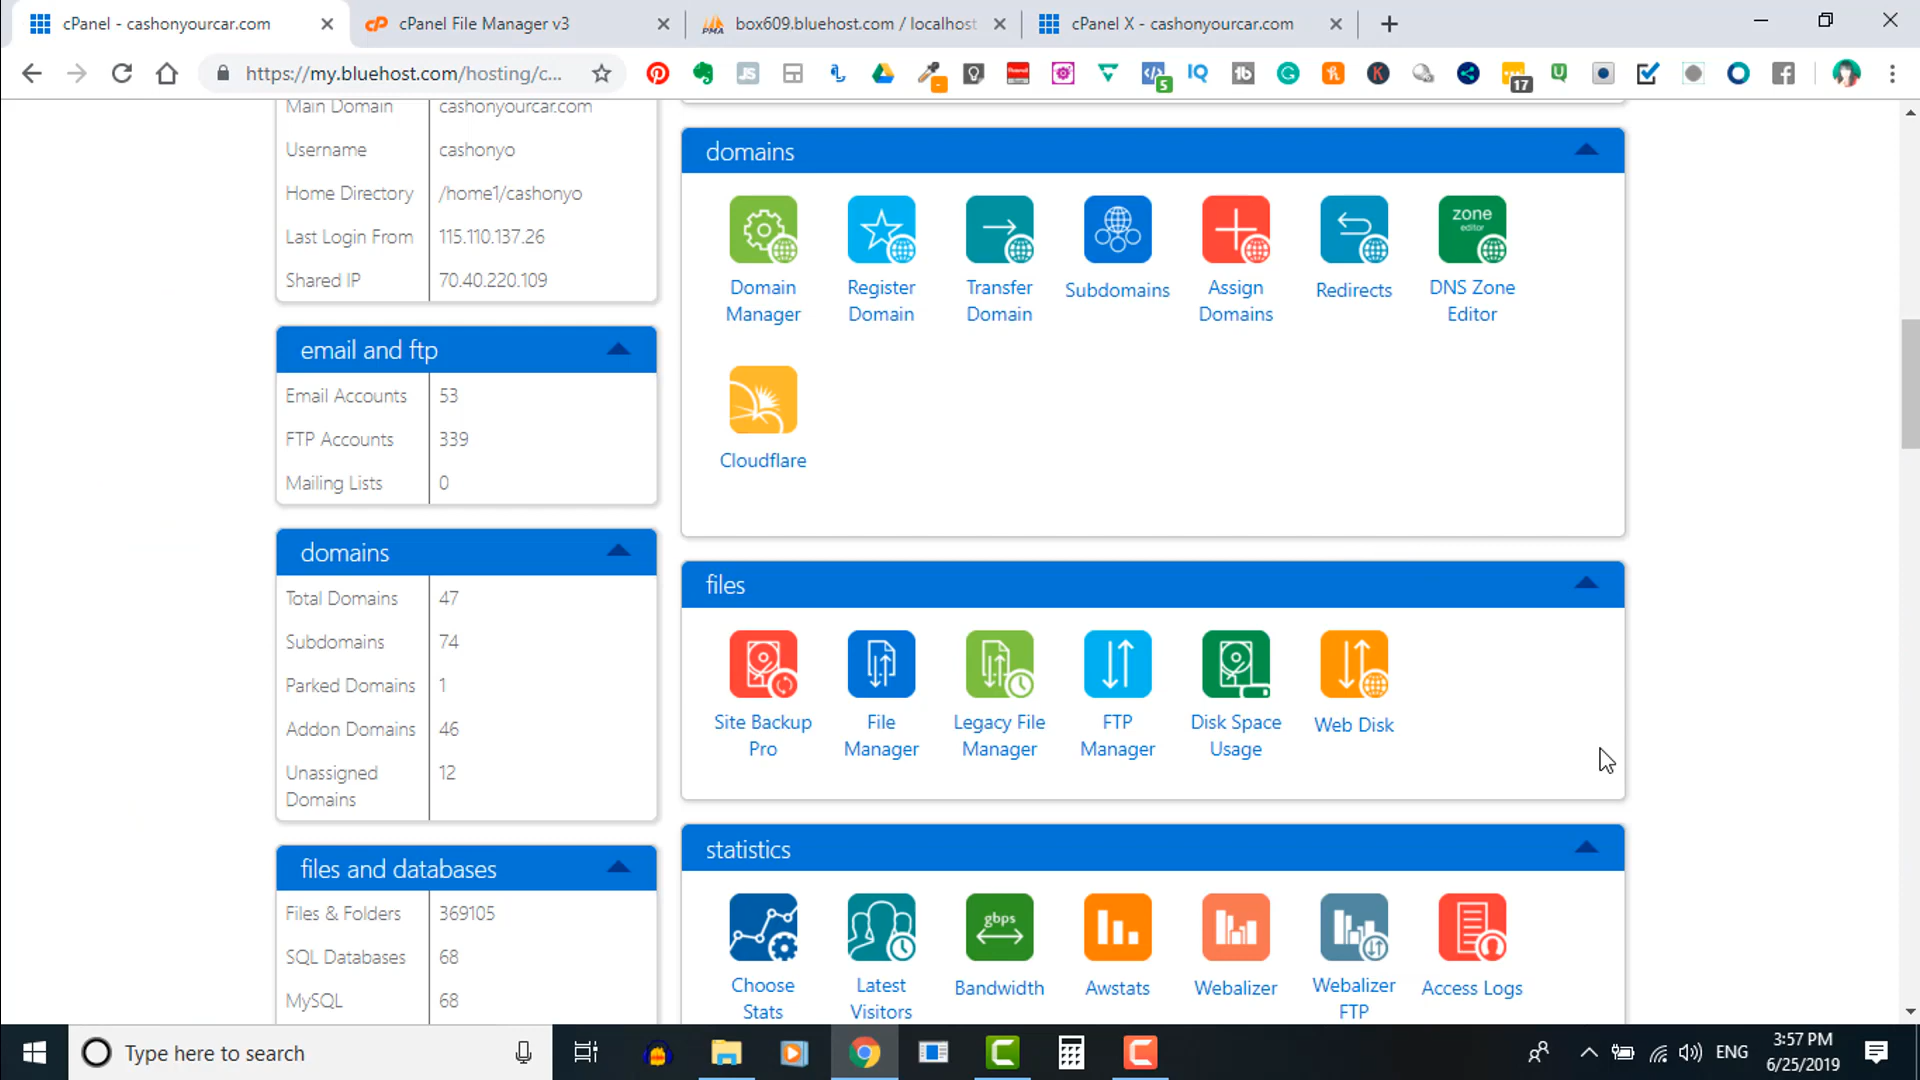 cPanel - cashonyourcar.com
cPanel File Manager v3
box609.bluehost.com / localhost
cPanel X - cashonyourcar.com
https://my.bluehost.com/hosting/c...
17
5
Main Domain cashonyourcar.com
Username cashonyo
Home Directory /home1/cashonyo
Last Login From 115.110.137.26
Shared IP 70.40.220.109
email and ftp
Email Accounts 53
FTP Accounts 339
Mailing Lists 0
domains
Total Domains 47
Subdomains 74
Parked Domains 1
Addon Domains 46
Unassigned Domains 12
files and databases
Files & Folders 369105
SQL Databases 68
MySQL 68
domains
zone editor
Domain Manager
Register Domain
Transfer Domain
Subdomains
Assign Domains
Redirects
DNS Zone Editor
Cloudflare
files
Site Backup Pro
File Manager
Legacy File Manager
FTP Manager
Disk Space Usage
Web Disk
statistics
gbps
Choose Stats
Latest Visitors
Bandwidth
Awstats
Webalizer
Webalizer FTP
Access Logs
Type here to search
ENG
3:57 PM
6/25/2019